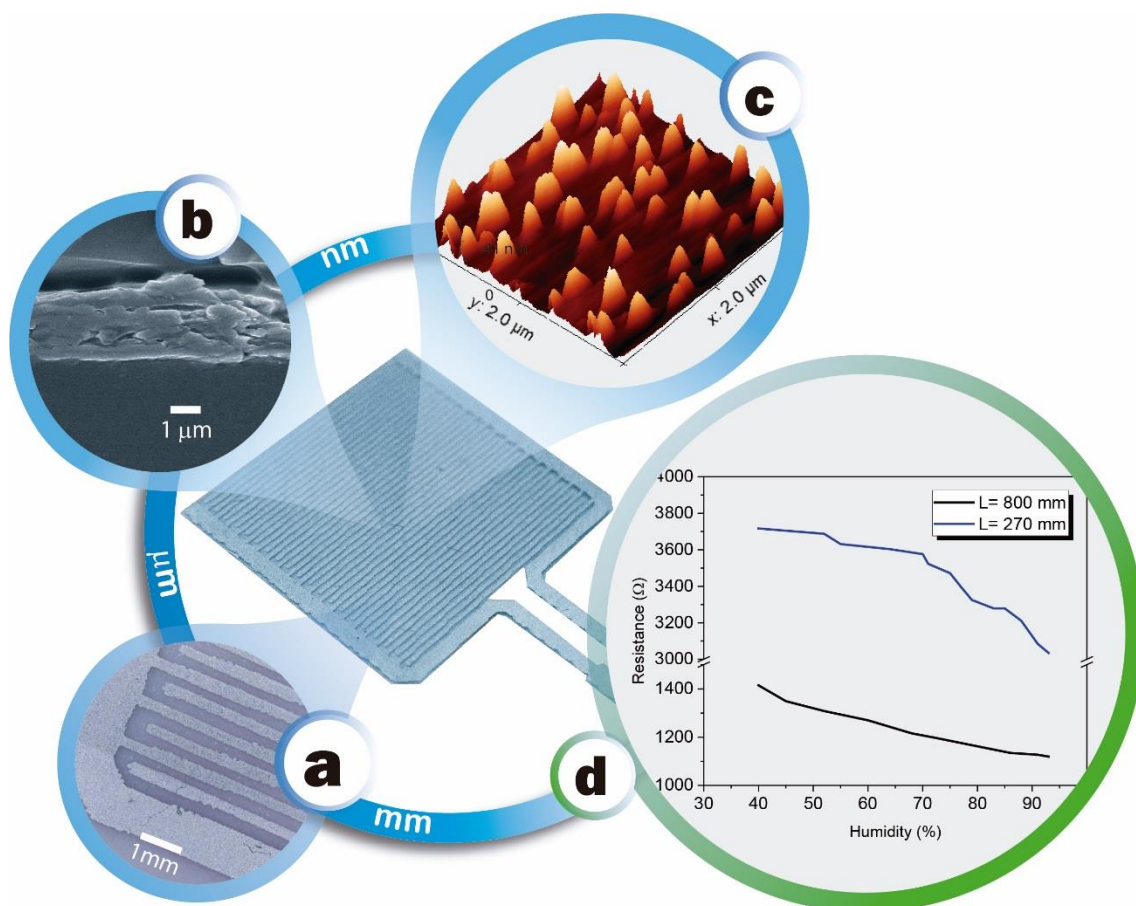 c
b
nm
0
y: 2.0 µm
x: 2.0 µm
1 µm
µm
4000
3800
3600
3400
3200
3000
1400
1200
1000
Resistance (Ω)
L= 800 mm
L= 270 mm
30
40
50
60
70
80
90
Humidity (%)
a
1mm
mm
d